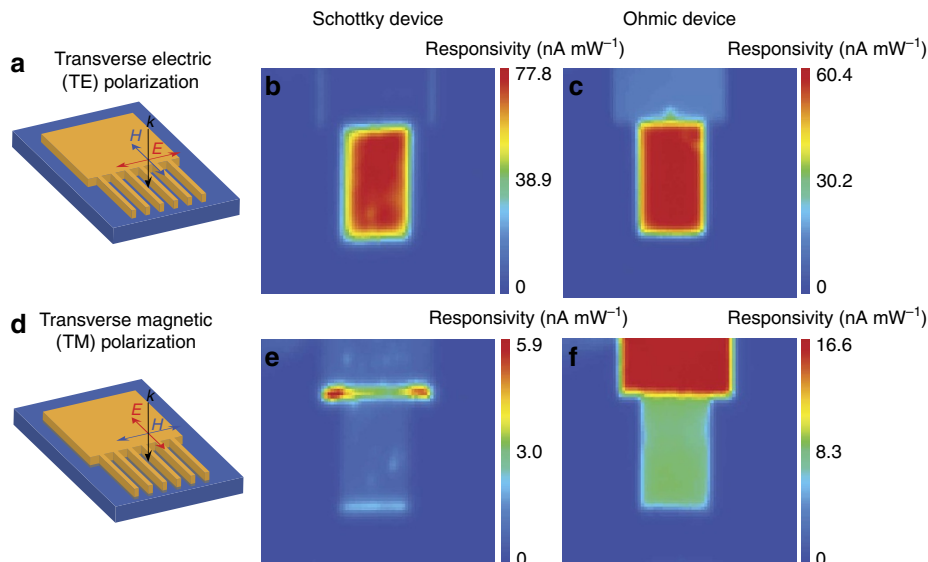 Schottky device
Ohmic device
a
Transverse electric
(TE) polarization
k
H
E
Responsivity (nA mW⁻¹)
b
77.8
38.9
0
Responsivity (nA mW⁻¹)
c
60.4
30.2
0
d
Transverse magnetic
(TM) polarization
k
E
H
Responsivity (nA mW⁻¹)
e
5.9
3.0
0
Responsivity (nA mW⁻¹)
f
16.6
8.3
0